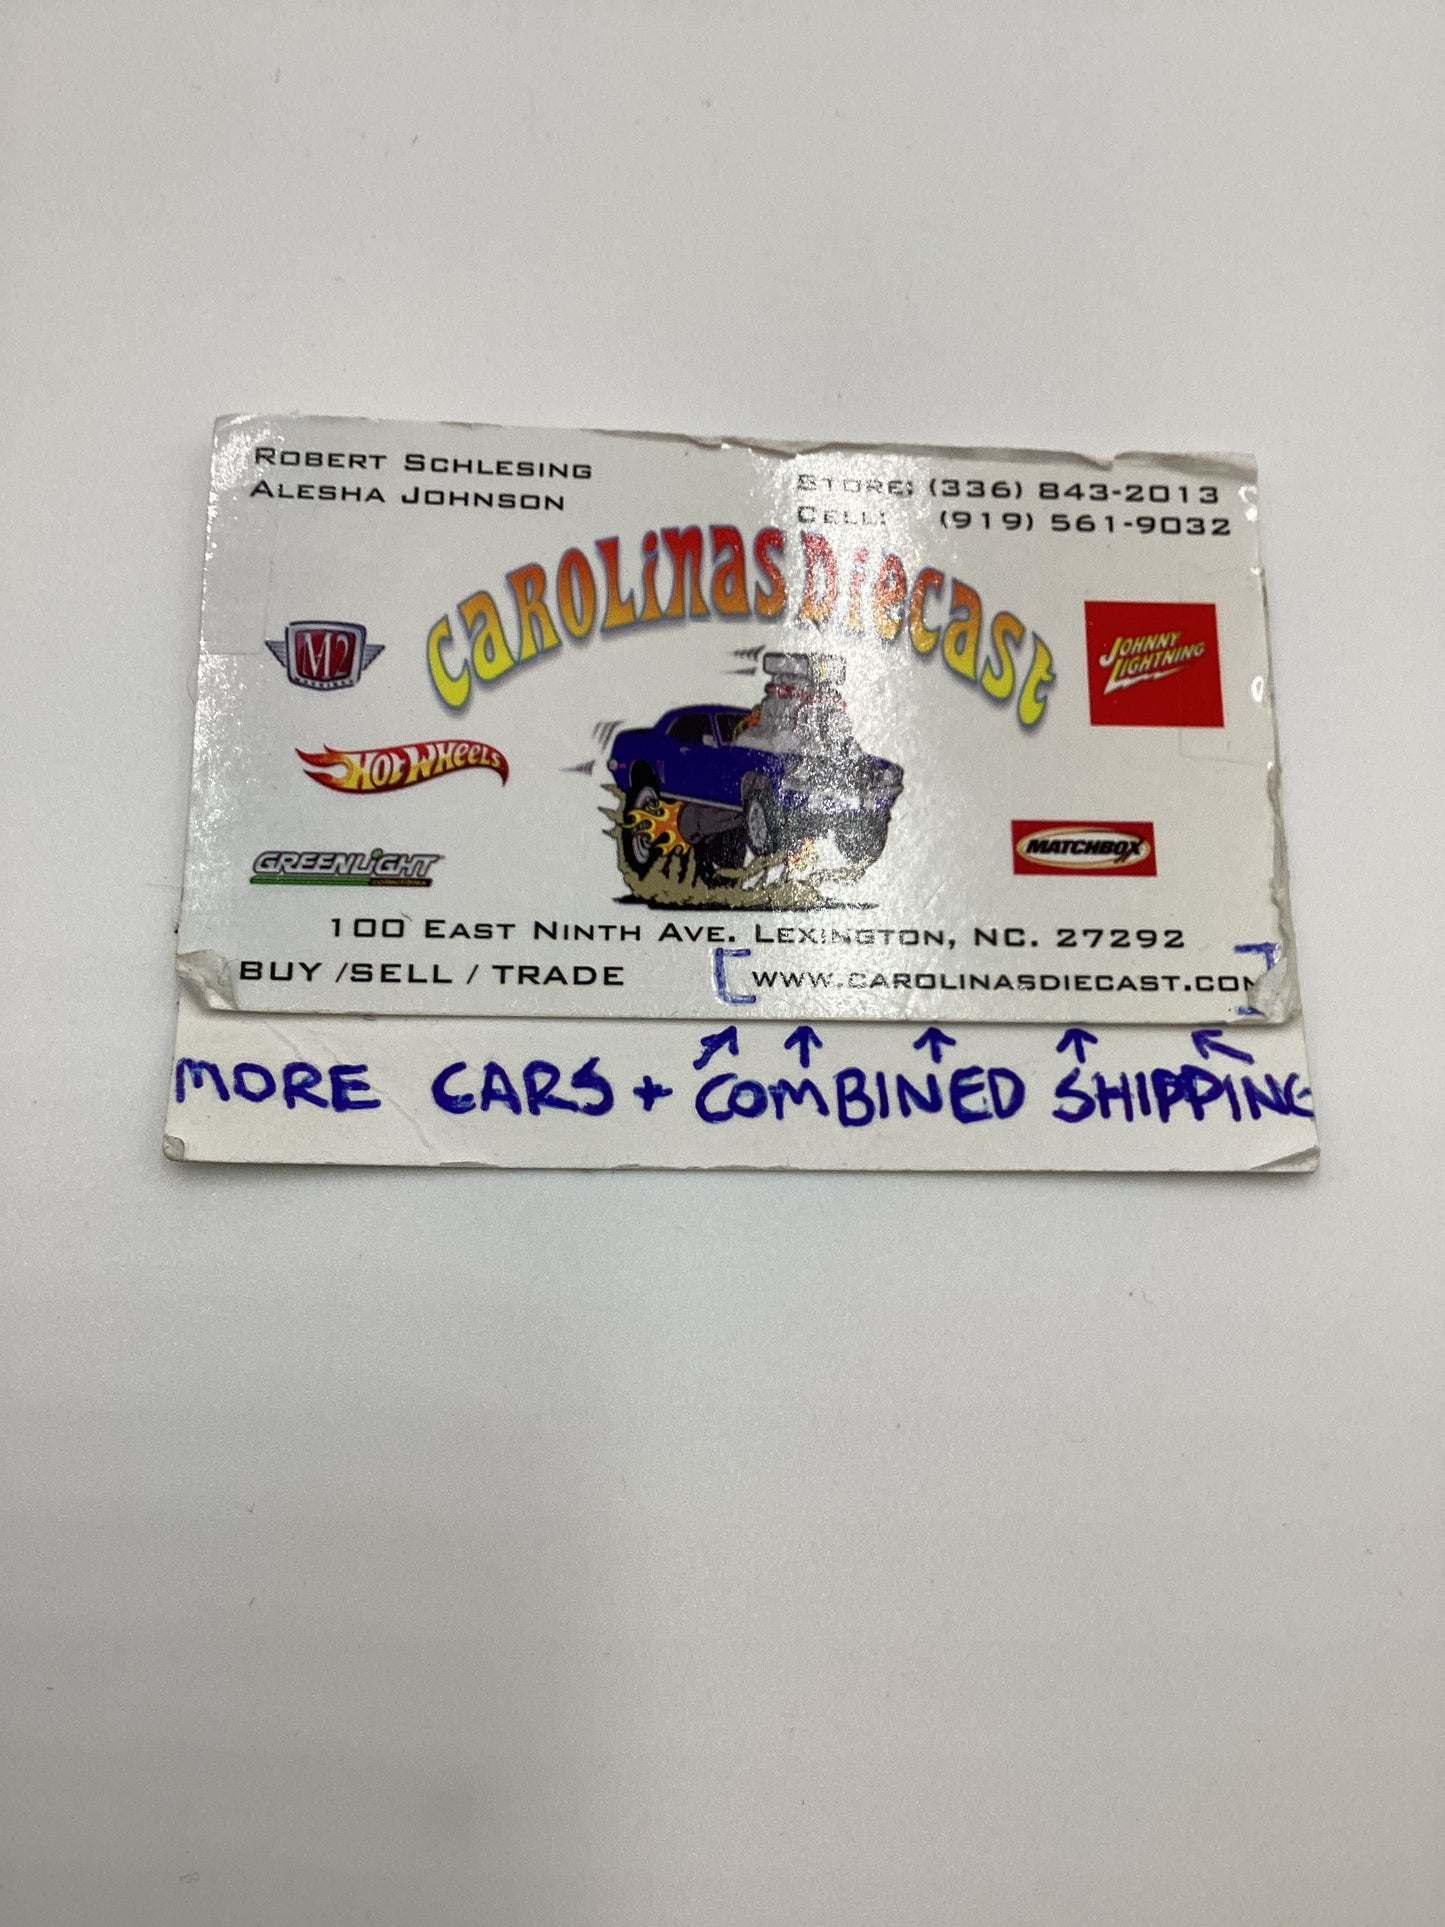 ROBERT SCHLESING
ALESHA JOHNSON
STORE: (336) 843-2013
CELL: (919) 561-9032
CAROLINAS DIECAST
M2
MACHINES
JOHNNY
LIGHTNING
HOT WHEELS
GREENLIGHT
collectibles
MATCHBOX
100 EAST NINTH AVE. LEXINGTON, NC. 27292
BUY /SELL / TRADE [WWW.CAROLINASDIECAST.COM]
MORE CARS + COMBINED SHIPPING